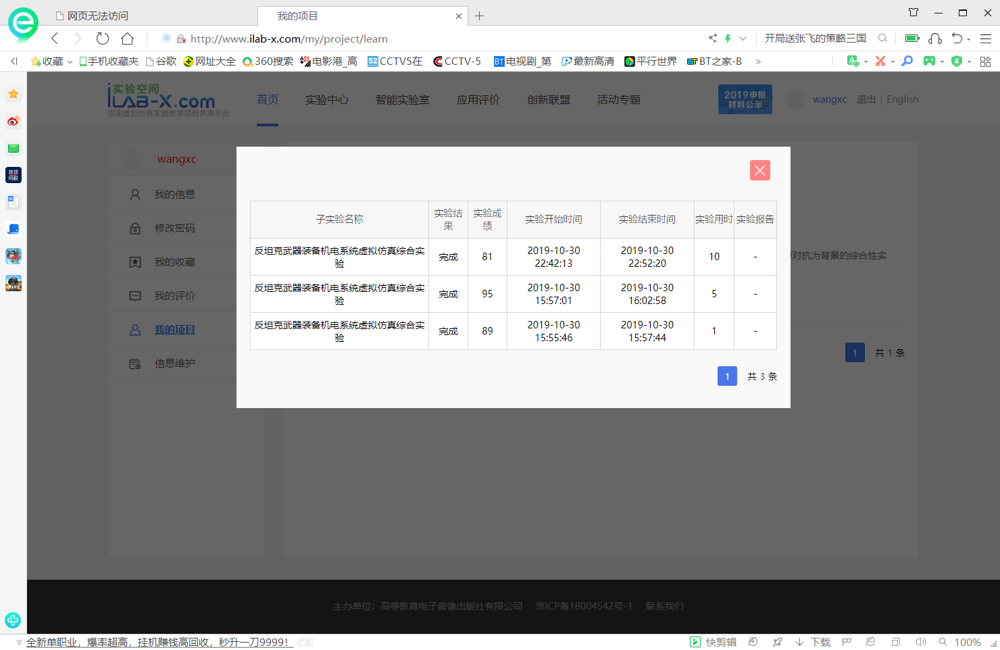 网页无法访问
我的项目
http://www.ilab-x.com/my/project/learn
开局送张飞的策略三国
收藏
手机收藏夹
谷歌
网址大全
360搜索
电影港_高
CCTV5在
CCTV-5
电视剧_第
最新高清
平行世界
BT之家-B
实验空间
iLAB-X.com
国家虚拟仿真实验教学项目共享平台
首页
实验中心
智能实验室
应用评价
创新联盟
活动专题
2019申报
材料公示
wangxc
退出 | English
wangxc
我的信息
修改密码
我的收藏
我的评价
我的项目
信息维护
子实验名称
实验结
果
实验成
绩
实验开始时间
实验结束时间
实验用时
实验报告
反坦克武器装备机电系统虚拟仿真综合实
验
完成
81
2019-10-30
22:42:13
2019-10-30
22:52:20
10
-
反坦克武器装备机电系统虚拟仿真综合实
验
完成
95
2019-10-30
15:57:01
2019-10-30
16:02:58
5
-
反坦克武器装备机电系统虚拟仿真综合实
验
完成
89
2019-10-30
15:55:46
2019-10-30
15:57:44
1
-
1
共 3 条
对抗为背景的综合性实
1
共 1 条
主办单位：高等教育电子音像出版社有限公司
京ICP备18004542号-1
联系我们
全新单职业，爆率超高，挂机赚钱高回收，秒升一刀9999！
广告
快剪辑
下载
100%